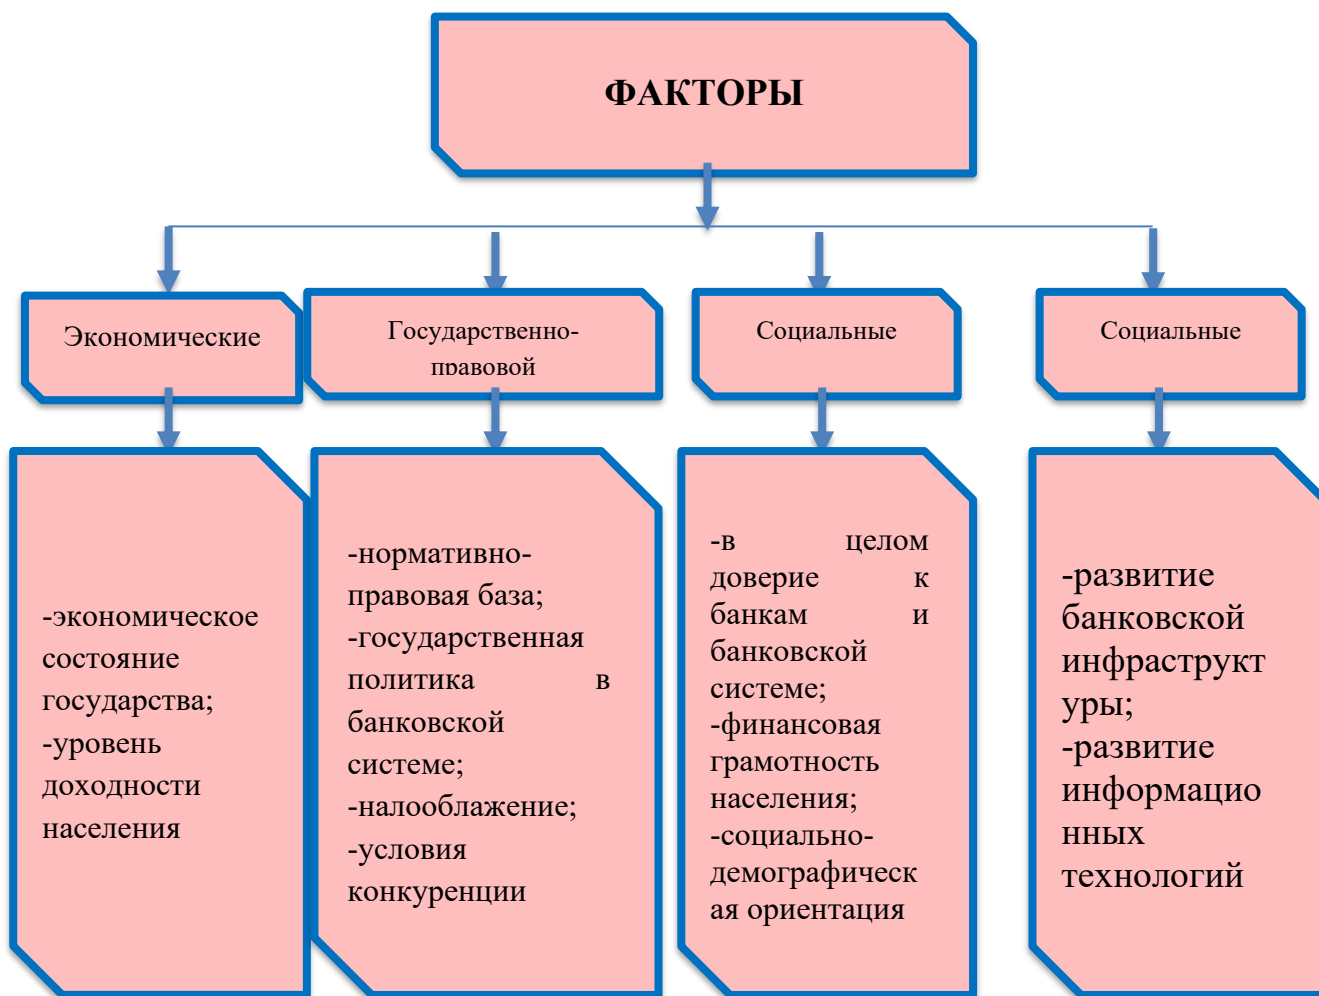 ФАКТОРЫ
Экономические
Государственно-
правовой
Социальные
Социальные
-экономическое
состояние
государства;
-уровень
доходности
населения
-нормативно-
правовая база;
-государственная
политика в
банковской
системе;
-налооблажение;
-условия
конкуренции
-в целом
доверие к
банкам и
банковской
системе;
-финансовая
грамотность
населения;
-социально-
демографическ
ая ориентация
-развитие
банковской
инфраструкт
уры;
-развитие
информацио
нных
технологий